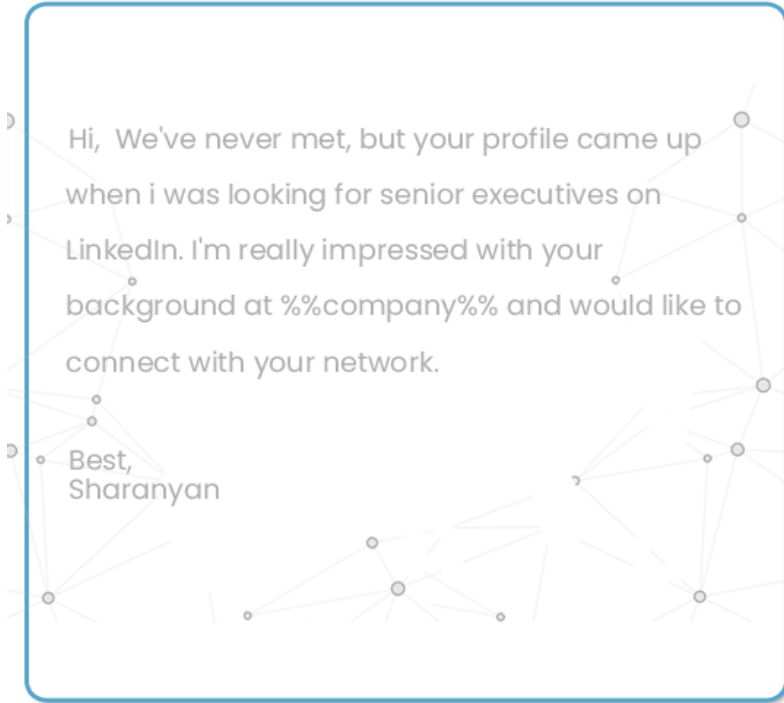 Hi,  We've never met, but your profile came up
when i was looking for senior executives on
LinkedIn. I'm really impressed with your
background at %%company%% and would like to
connect with your network.
Best,
Sharanyan